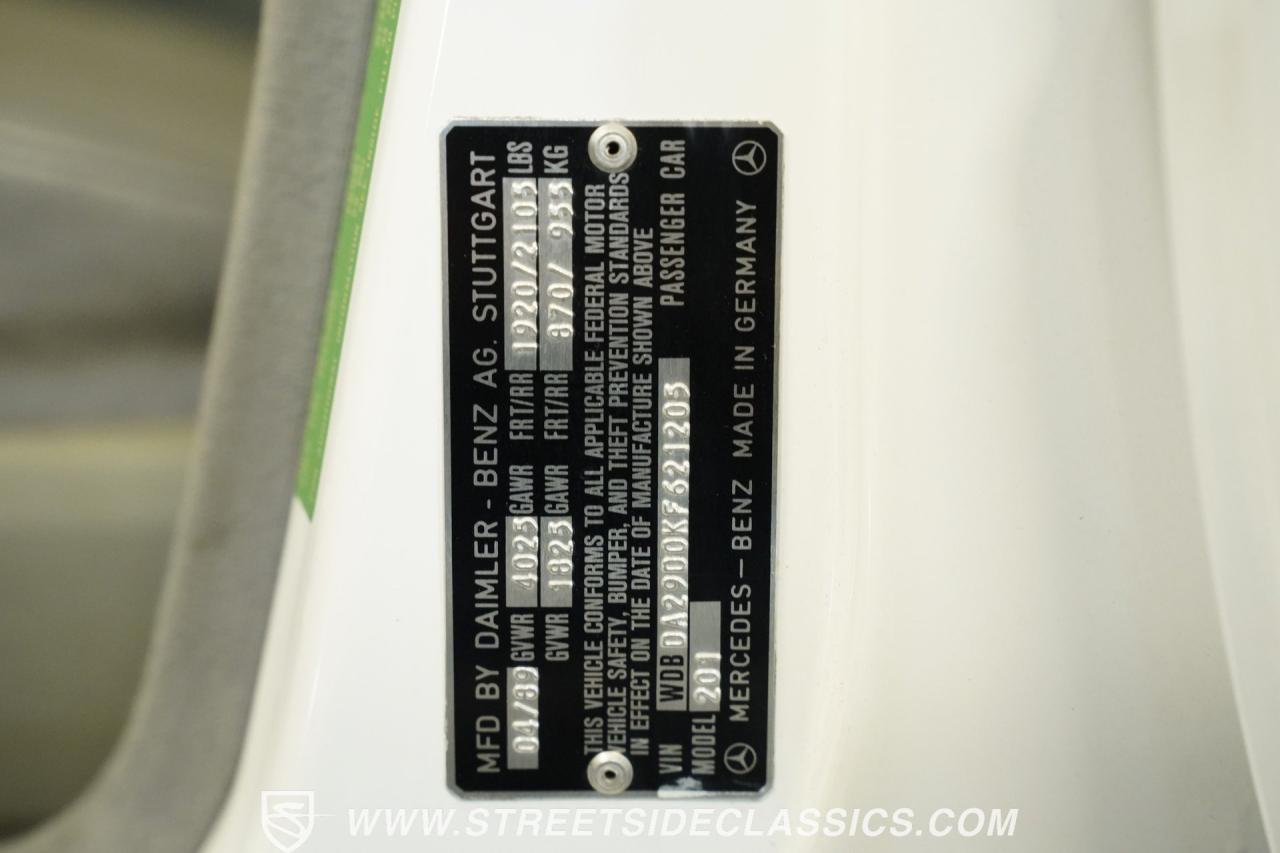 MFD BY DAIMLER - BENZ AG. STUTTGART
04/89 GVWR 4025 GAWR FRT/RR 1920/2105 LBS
GVWR 1825 GAWR FRT/RR 870/ 955 KG
THIS VEHICLE CONFORMS TO ALL APPLICABLE FEDERAL MOTOR
VEHICLE SAFETY, BUMPER, AND THEFT PREVENTION STANDARDS
IN EFFECT ON THE DATE OF MANUFACTURE SHOWN ABOVE
VIN WDB DA29D0KF621203 PASSENGER CAR
MODEL 201
MERCEDES-BENZ MADE IN GERMANY
WWW.STREETSIDECLASSICS.COM